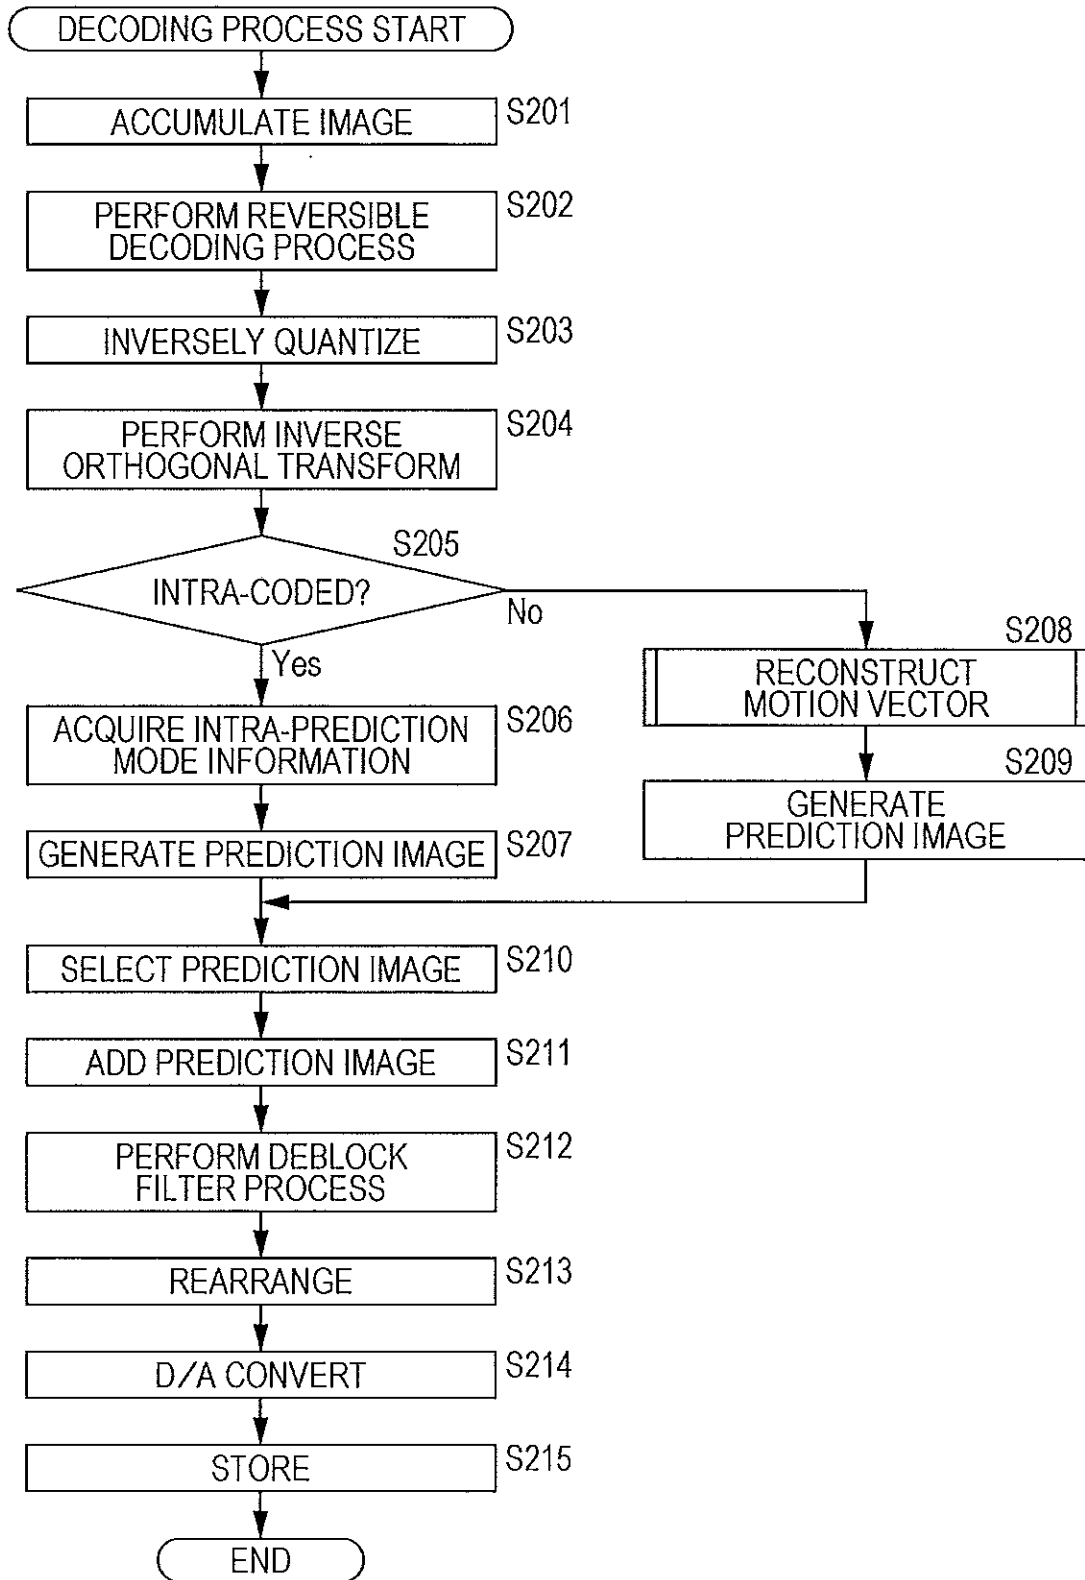 DECODING PROCESS START
ACCUMULATE IMAGE
S201
PERFORM REVERSIBLE
DECODING PROCESS
S202
INVERSELY QUANTIZE
S203
PERFORM INVERSE
ORTHOGONAL TRANSFORM
S204
S205
INTRA-CODED?
No
Yes
S208
RECONSTRUCT
MOTION VECTOR
ACQUIRE INTRA-PREDICTION
MODE INFORMATION
S206
S209
GENERATE
PREDICTION IMAGE
GENERATE PREDICTION IMAGE
S207
SELECT PREDICTION IMAGE
S210
ADD PREDICTION IMAGE
S211
PERFORM DEBLOCK
FILTER PROCESS
S212
REARRANGE
S213
D/A CONVERT
S214
STORE
S215
END